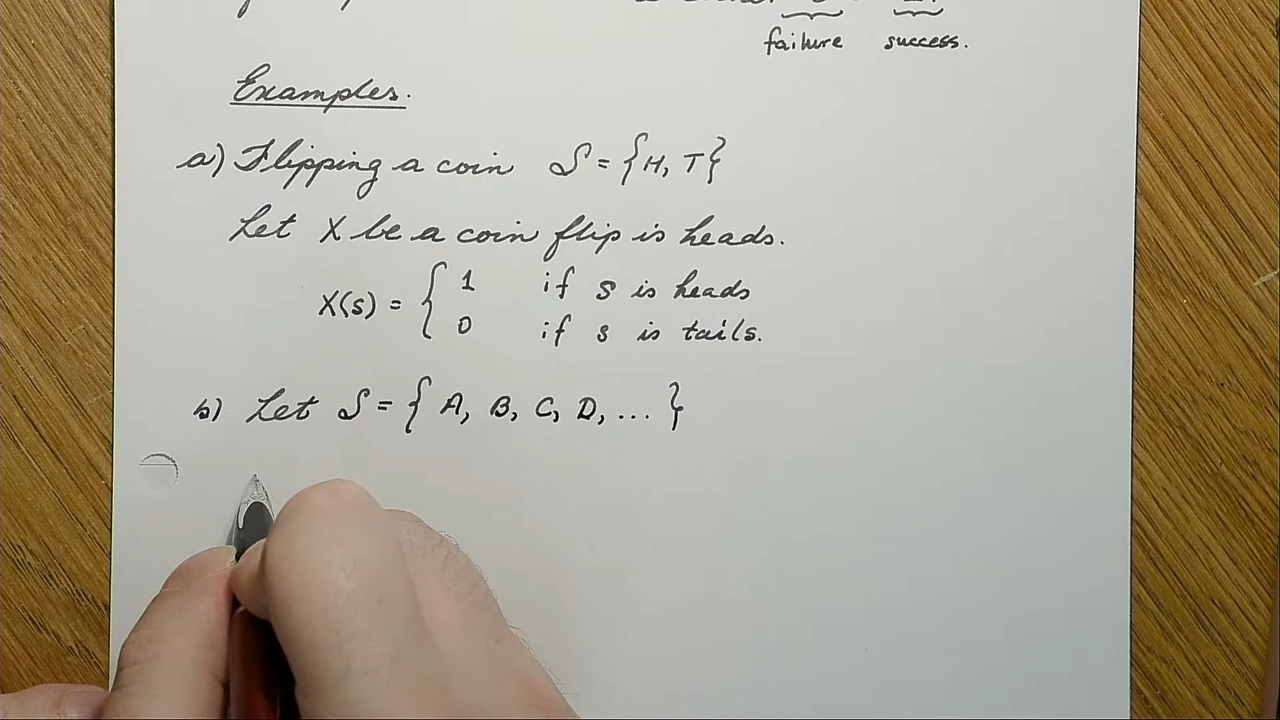 failure success.
Examples.
a) Flipping a coin S = {H, T}
Let X be a coin flip is heads.
X(s) = { 1 if s is heads
0 if s is tails.
b) Let S = { A, B, C, D, ... }